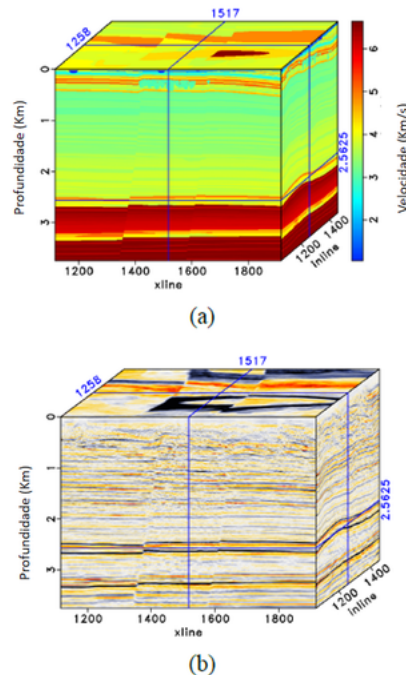 1517
1258
0
1
2
3
Profundidade (Km)
1200 1400 1600 1800
xline
1200 1400
inline
2.5625
6
5
4
3
2
Velocidade (Km/s)
(a)
1517
1258
0
1
2
3
Profundidade (Km)
1200 1400 1600 1800
xline
1200 1400
inline
2.5625
(b)